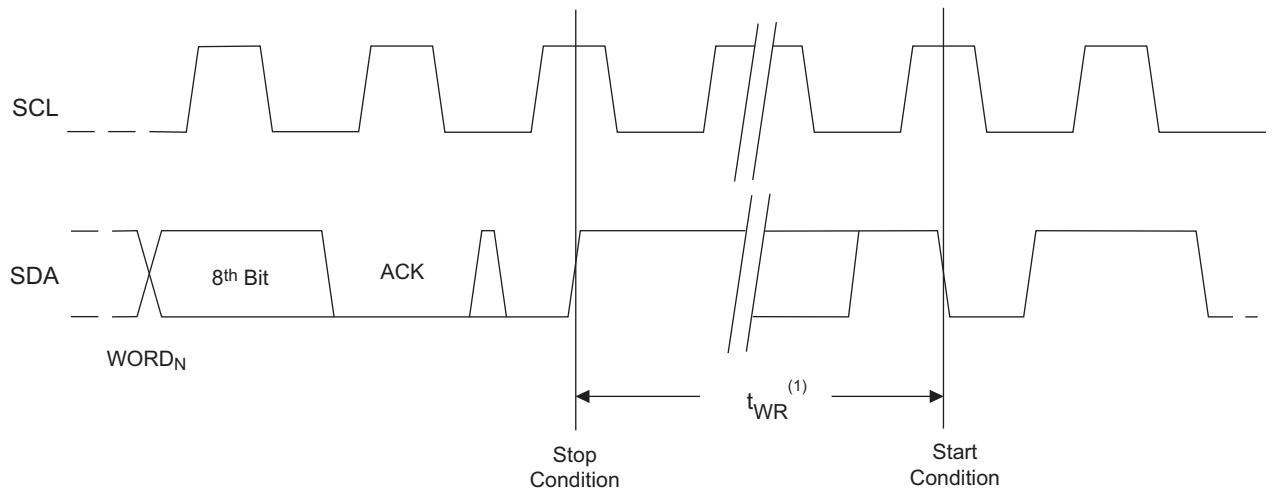 SCL
SDA
8th Bit
ACK
WORDN
tWR(1)
Stop
Condition
Start
Condition